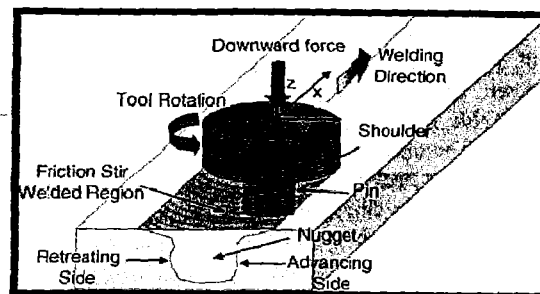 Downward force
Welding
Direction
z
x
Tool Rotation
Shoulder
Friction Stir
Welded Region
Pin
Nugget
Retreating
Side
Advancing
Side